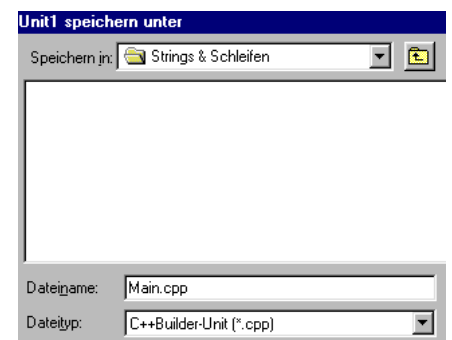 Unit1 speichern unter
Speichern in: Strings & Schleifen
Dateiname: Main.cpp
Dateityp: C++Builder-Unit (*.cpp)